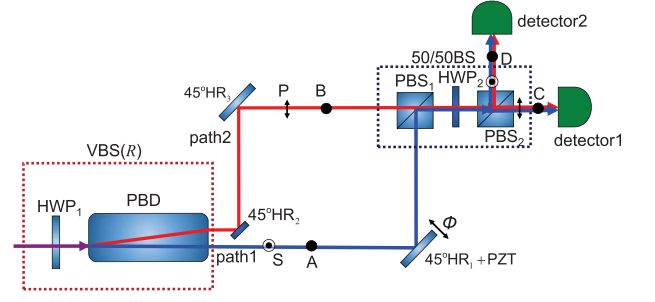 detector2
50/50BS
D
PBS₁
HWP₂
45°HR₃
P
B
C
path2
PBS₂
detector1
VBS(R)
HWP₁
PBD
45°HR₂
Φ
path1
S
A
45°HR₁+PZT